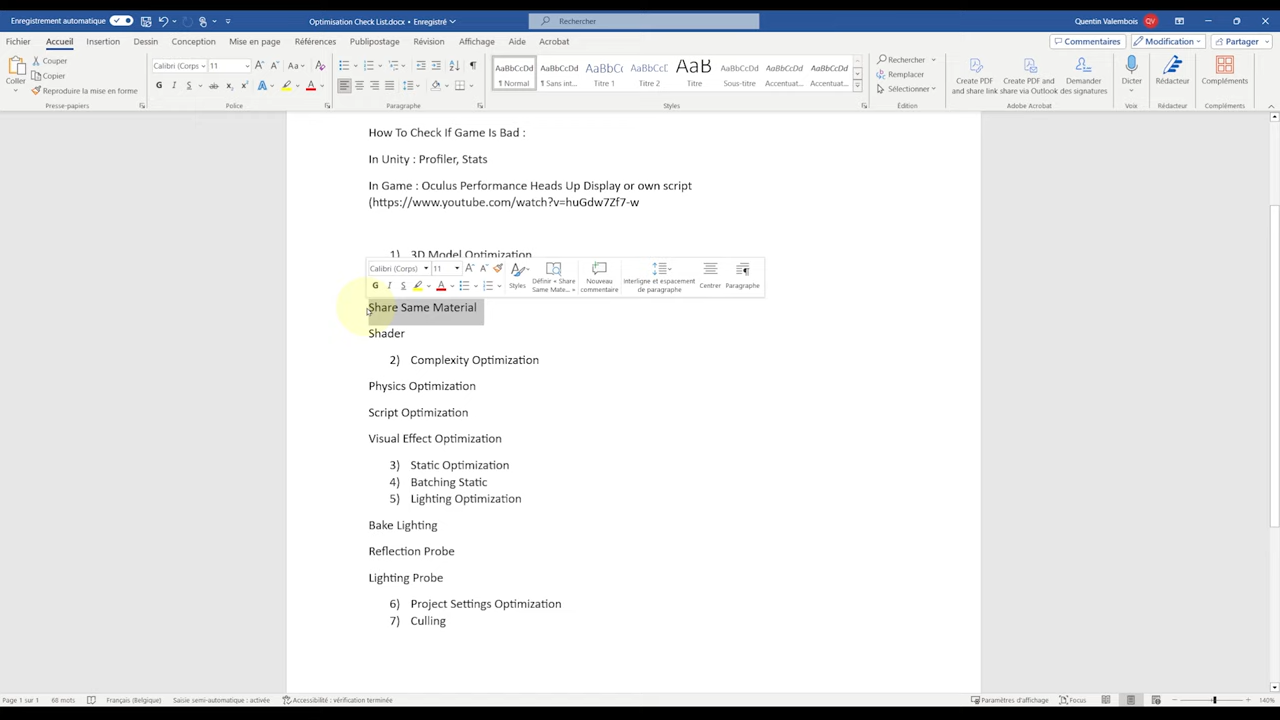 Enregistrement automatique
Optimisation Check List.docx • Enregistré
Rechercher
Quentin Valembois QV
Fichier Accueil Insertion Dessin Conception Mise en page Références Publipostage Révision Affichage Aide Acrobat
Commentaires Modification Partager
Coller
Couper
Copier
Reproduire la mise en forme
Presse-papiers
Calibri (Corps) 11
Police
Paragraphe
AaBbCcDd AaBbCcDd AaBbCc AaBbCcD AaB AaBbCcD AaBbCcDd AaBbCcDd
¶ Normal ¶ Sans int... Titre 1 Titre 2 Titre Sous-titre Accentuat... Accentuat...
Styles
Rechercher
Remplacer
Sélectionner
Édition
Create PDF and share link
Create PDF and share via Outlook
Demander des signatures
Adobe Acrobat
Dicter
Voix
Rédacteur
Rédacteur
Compléments
Compléments
How To Check If Game Is Bad :
In Unity : Profiler, Stats
In Game : Oculus Performance Heads Up Display or own script
(https://www.youtube.com/watch?v=huGdw7Zf7-w
1) 3D Model Optimization
Calibri (Corps) 11
G I S
Styles
Définir « Share Same Mate... »
Nouveau commentaire
Interligne et espacement de paragraphe
Centrer
Paragraphe
Share Same Material
Shader
2) Complexity Optimization
Physics Optimization
Script Optimization
Visual Effect Optimization
3) Static Optimization
4) Batching Static
5) Lighting Optimization
Bake Lighting
Reflection Probe
Lighting Probe
6) Project Settings Optimization
7) Culling
Page 1 sur 1 68 mots Français (Belgique) Saisie semi-automatique : activée Accessibilité : vérification terminée
Paramètres d'affichage Focus 140%